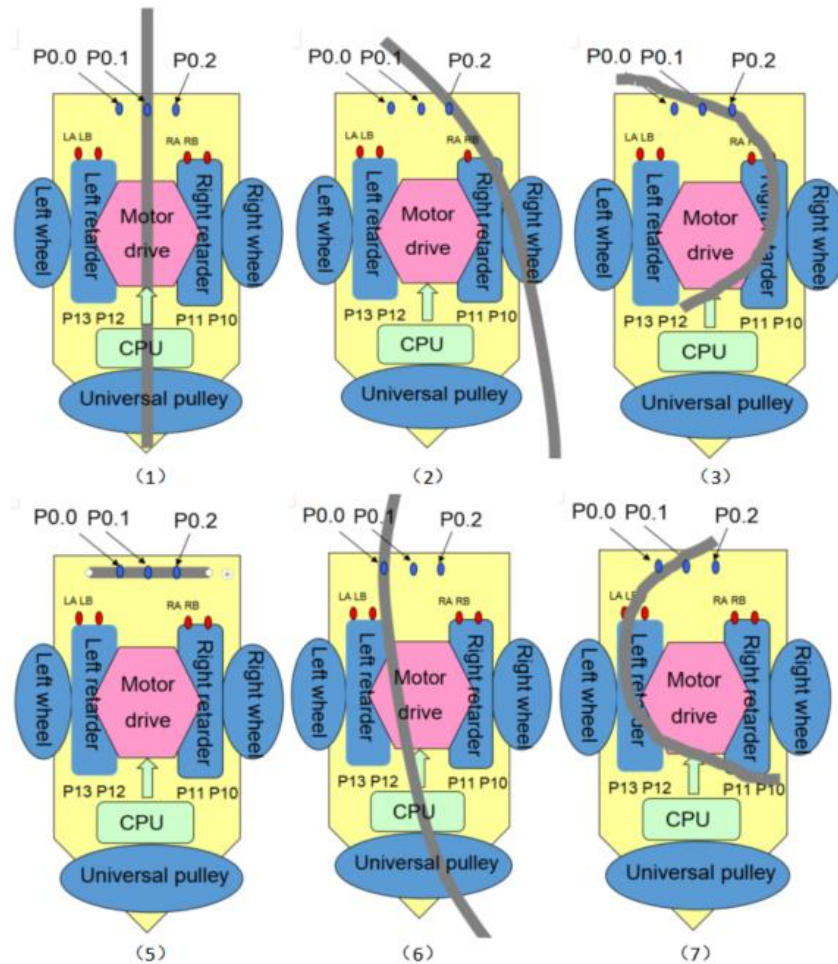 P0.0 P0.1 P0.2
LA LB RA RB
Left wheel Left retarder Motor drive Right retarder Right wheel
P13 P12 P11 P10
CPU
Universal pulley
(1)
P0.0 P0.1 P0.2
LA LB RA RB
Left wheel Left retarder Motor drive Right retarder Right wheel
P13 P12 P11 P10
CPU
Universal pulley
(2)
P0.0 P0.1 P0.2
LA LB RA RB
Left wheel Left retarder Motor drive Right retarder Right wheel
P13 P12 P11 P10
CPU
Universal pulley
(3)
P0.0 P0.1 P0.2
LA LB RA RB
Left wheel Left retarder Motor drive Right retarder Right wheel
P13 P12 P11 P10
CPU
Universal pulley
(5)
P0.0 P0.1 P0.2
LA LB RA RB
Left wheel Left retarder Motor drive Right retarder Right wheel
P13 P12 P11 P10
CPU
Universal pulley
(6)
P0.0 P0.1 P0.2
LA LB RA RB
Left wheel Left retarder Motor drive Right retarder Right wheel
P13 P12 P11 P10
CPU
Universal pulley
(7)